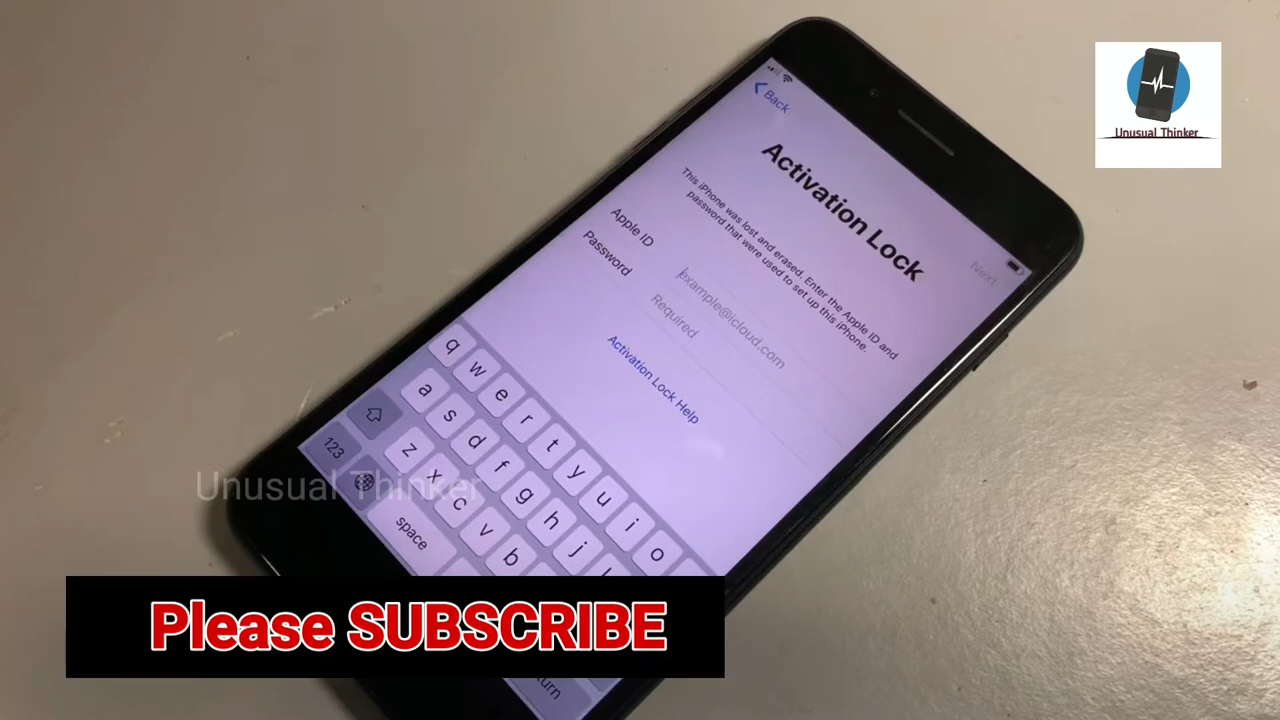 Unusual Thinker
Back
Next
Activation Lock
This iPhone was lost and erased. Enter the Apple ID and
password that were used to set up this iPhone.
Apple ID
example@icloud.com
Password
Required
Activation Lock Help
q w e r t y u i o
a s d f g h j
z x c v b
123
space
Unusual Thinker
Please SUBSCRIBE